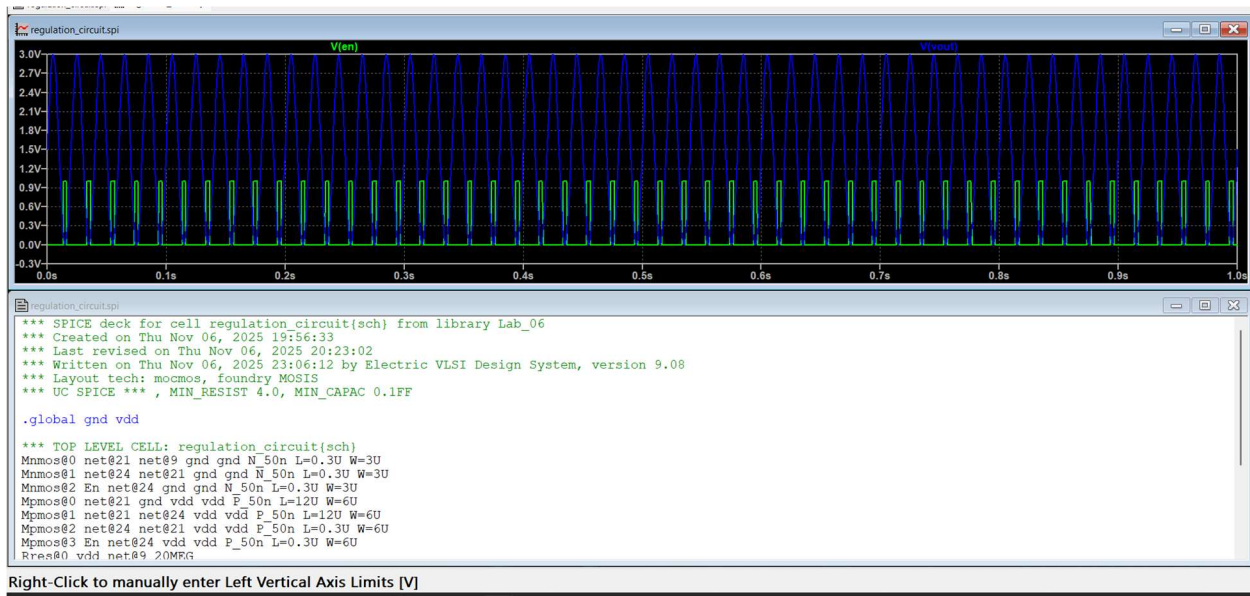 regulation_circuit.spi
V(en)
V(vout)
3.0V
2.7V
2.4V
2.1V
1.8V
1.5V
1.2V
0.9V
0.6V
0.3V
0.0V
-0.3V
0.0s 0.1s 0.2s 0.3s 0.4s 0.5s 0.6s 0.7s 0.8s 0.9s 1.0s
regulation_circuit.spi
*** SPICE deck for cell regulation_circuit{sch} from library Lab_06
*** Created on Thu Nov 06, 2025 19:56:33
*** Last revised on Thu Nov 06, 2025 20:23:02
*** Written on Thu Nov 06, 2025 23:06:12 by Electric VLSI Design System, version 9.08
*** Layout tech: mocmos, foundry MOSIS
*** UC SPICE *** , MIN_RESIST 4.0, MIN_CAPAC 0.1FF
.global gnd vdd
*** TOP LEVEL CELL: regulation_circuit{sch}
Mnmos@0 net@21 net@9 gnd gnd N_50n L=0.3U W=3U
Mnmos@1 net@24 net@21 gnd gnd N_50n L=0.3U W=3U
Mnmos@2 En net@24 gnd gnd N_50n L=0.3U W=3U
Mpmos@0 net@21 gnd vdd vdd P_50n L=12U W=6U
Mpmos@1 net@21 net@24 vdd vdd P_50n L=12U W=6U
Mpmos@2 net@24 net@21 vdd vdd P_50n L=0.3U W=6U
Mpmos@3 En net@24 vdd vdd P_50n L=0.3U W=6U
Rres@0 vdd net@9 20MEG
Right-Click to manually enter Left Vertical Axis Limits [V]